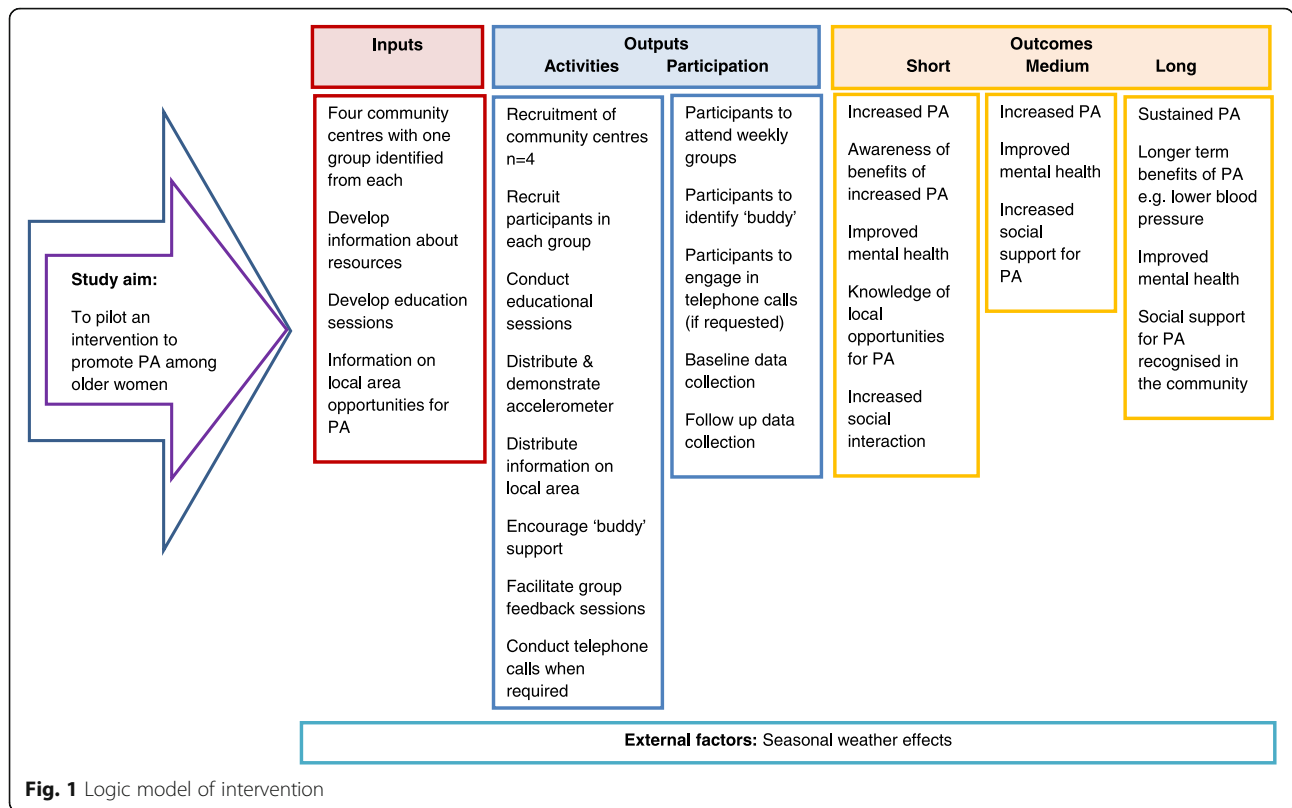 Inputs
Outputs
Activities Participation
Outcomes
Short Medium Long
Study aim:
To pilot an
intervention to
promote PA among
older women
Four community
centres with one
group identified
from each
Develop
information about
resources
Develop education
sessions
Information on
local area
opportunities for
PA
Recruitment of
community centres
n=4
Recruit
participants in
each group
Conduct
educational
sessions
Distribute &
demonstrate
accelerometer
Distribute
information on
local area
Encourage ‘buddy’
support
Facilitate group
feedback sessions
Conduct telephone
calls when
required
Participants to
attend weekly
groups
Participants to
identify ‘buddy’
Participants to
engage in
telephone calls
(if requested)
Baseline data
collection
Follow up data
collection
Increased PA
Awareness of
benefits of
increased PA
Improved
mental health
Knowledge of
local
opportunities
for PA
Increased
social
interaction
Increased PA
Improved
mental health
Increased
social
support for
PA
Sustained PA
Longer term
benefits of PA
e.g. lower blood
pressure
Improved
mental health
Social support
for PA
recognised in
the community
External factors: Seasonal weather effects
Fig. 1 Logic model of intervention